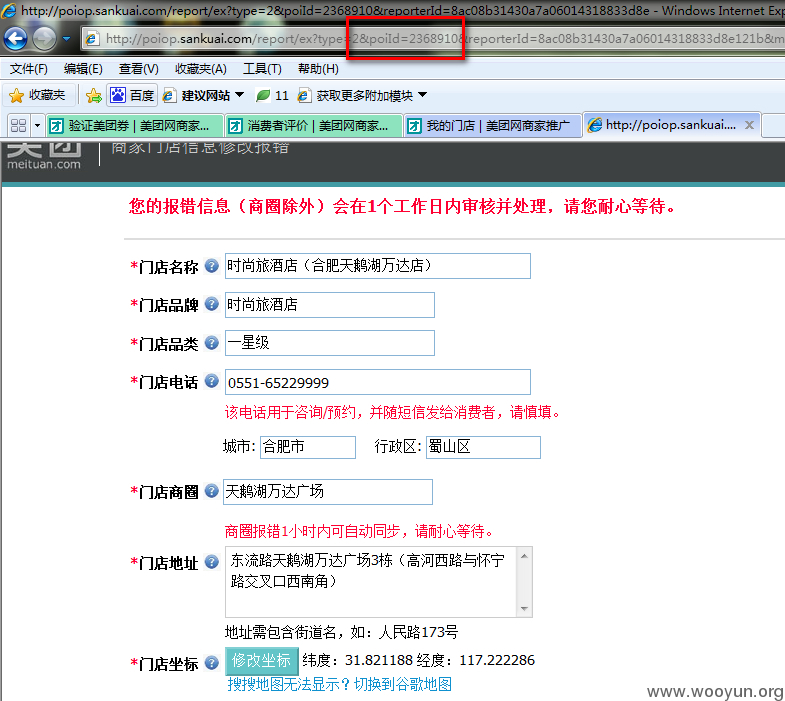 http://poiop.sankuai.com/report/ex?type=2&poiId=2368910&reporterId=8ac08b31430a7a06014318833d8e - Windows Internet Exp
http://poiop.sankuai.com/report/ex?type=2&poiId=2368910&reporterId=8ac08b31430a7a06014318833d8e121b&m
文件(F) 编辑(E) 查看(V) 收藏夹(A) 工具(T) 帮助(H)
收藏夹 百度 建议网站 11 获取更多附加模块
验证美团券 | 美团网商家... 消费者评价 | 美团网商家... 我的门店 | 美团网商家推广 http://poiop.sankuai.... x
美团 商家门店信息修改报错
meituan.com
您的报错信息（商圈除外）会在1个工作日内审核并处理，请您耐心等待。
*门店名称 ? 时尚旅酒店（合肥天鹅湖万达店）
*门店品牌 ? 时尚旅酒店
*门店品类 ? 一星级
*门店电话 ? 0551-65229999
该电话用于咨询/预约，并随短信发给消费者，请慎填。
城市: 合肥市 行政区: 蜀山区
*门店商圈 ? 天鹅湖万达广场
商圈报错1小时内可自动同步，请耐心等待。
*门店地址 ? 东流路天鹅湖万达广场3栋（高河西路与怀宁
路交叉口西南角）
地址需包含街道名，如：人民路173号
*门店坐标 ? 修改坐标 纬度：31.821188 经度：117.222286
搜搜地图无法显示？切换到谷歌地图
www.wooyun.org